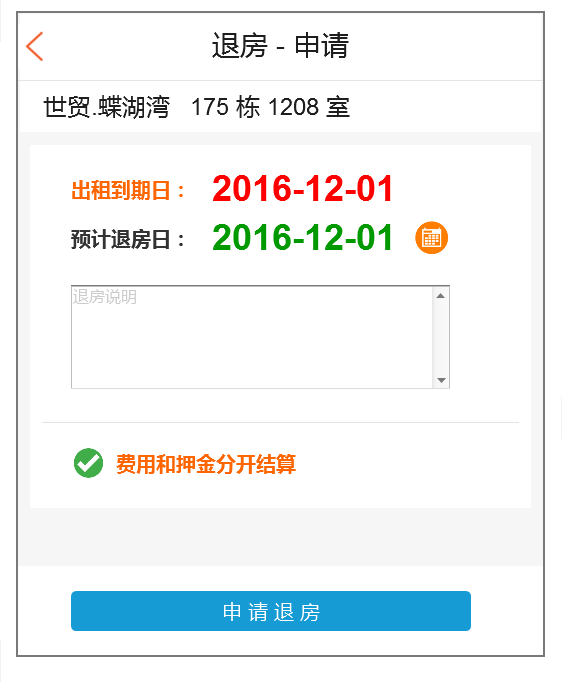 退房 - 申请
世贸.蝶湖湾 175 栋 1208 室
出租到期日： 2016-12-01
预计退房日： 2016-12-01
退房说明
费用和押金分开结算
申请退房